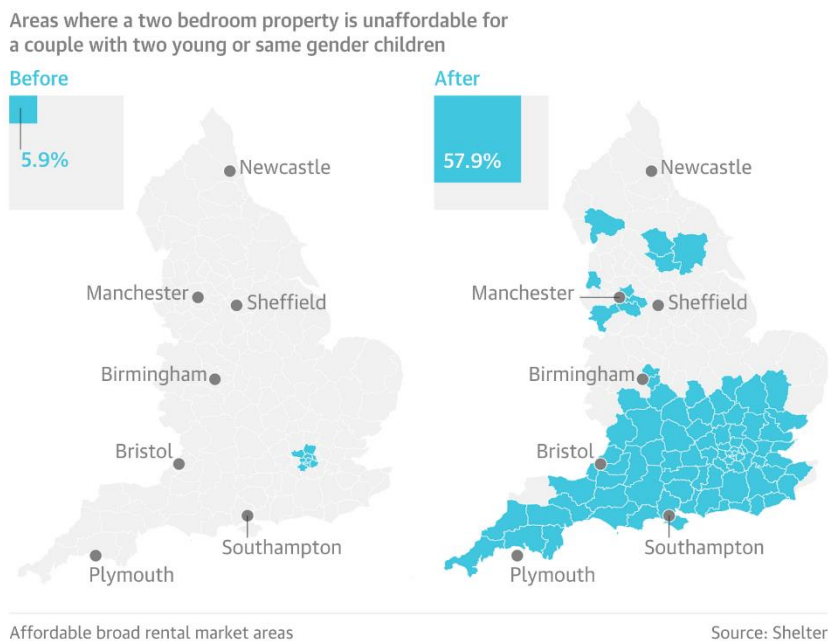 Areas where a two bedroom property is unaffordable for
a couple with two young or same gender children
Before
5.9%
Newcastle
Manchester
Sheffield
Birmingham
Bristol
Southampton
Plymouth
After
57.9%
Newcastle
Manchester
Sheffield
Birmingham
Bristol
Southampton
Plymouth
Affordable broad rental market areas
Source: Shelter